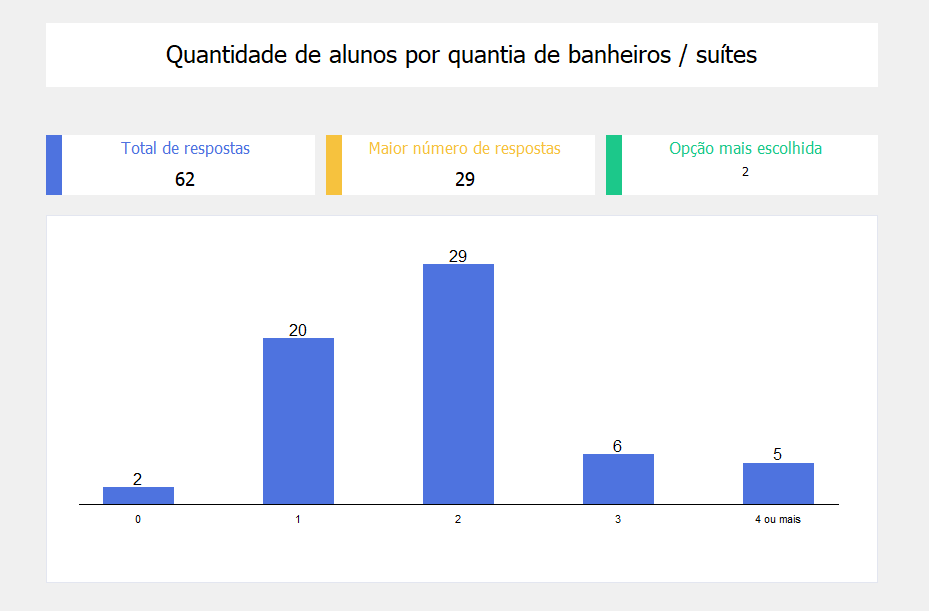 Quantidade de alunos por quantia de banheiros / suítes
Total de respostas
62
Maior número de respostas
29
Opção mais escolhida
2
2
20
29
6
5
0
1
2
3
4 ou mais